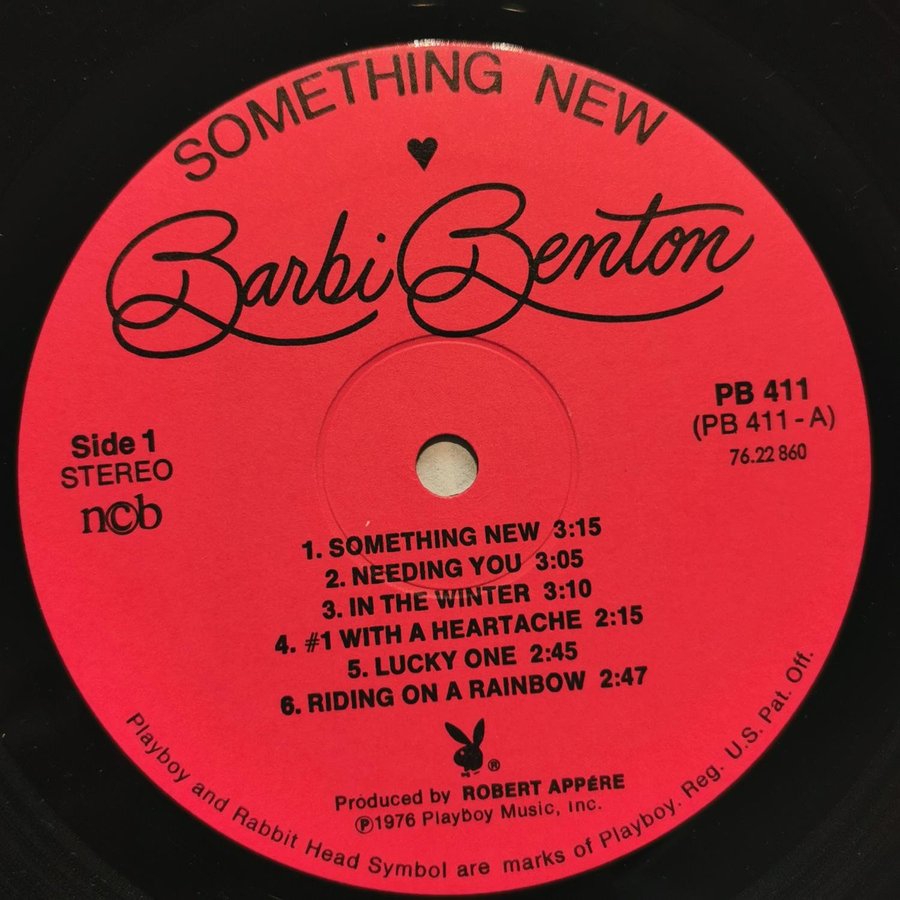 SOMETHING NEW
Barbi Benton
Side 1
STEREO
ncb
PB 411
(PB 411-A)
76.22 860
1. SOMETHING NEW 3:15
2. NEEDING YOU 3:05
3. IN THE WINTER 3:10
4. #1 WITH A HEARTACHE 2:15
5. LUCKY ONE 2:45
6. RIDING ON A RAINBOW 2:47
®
Produced by ROBERT APPÉRE
Ⓟ1976 Playboy Music, Inc.
Playboy and Rabbit Head Symbol are marks of Playboy. Reg. U.S. Pat. Off.